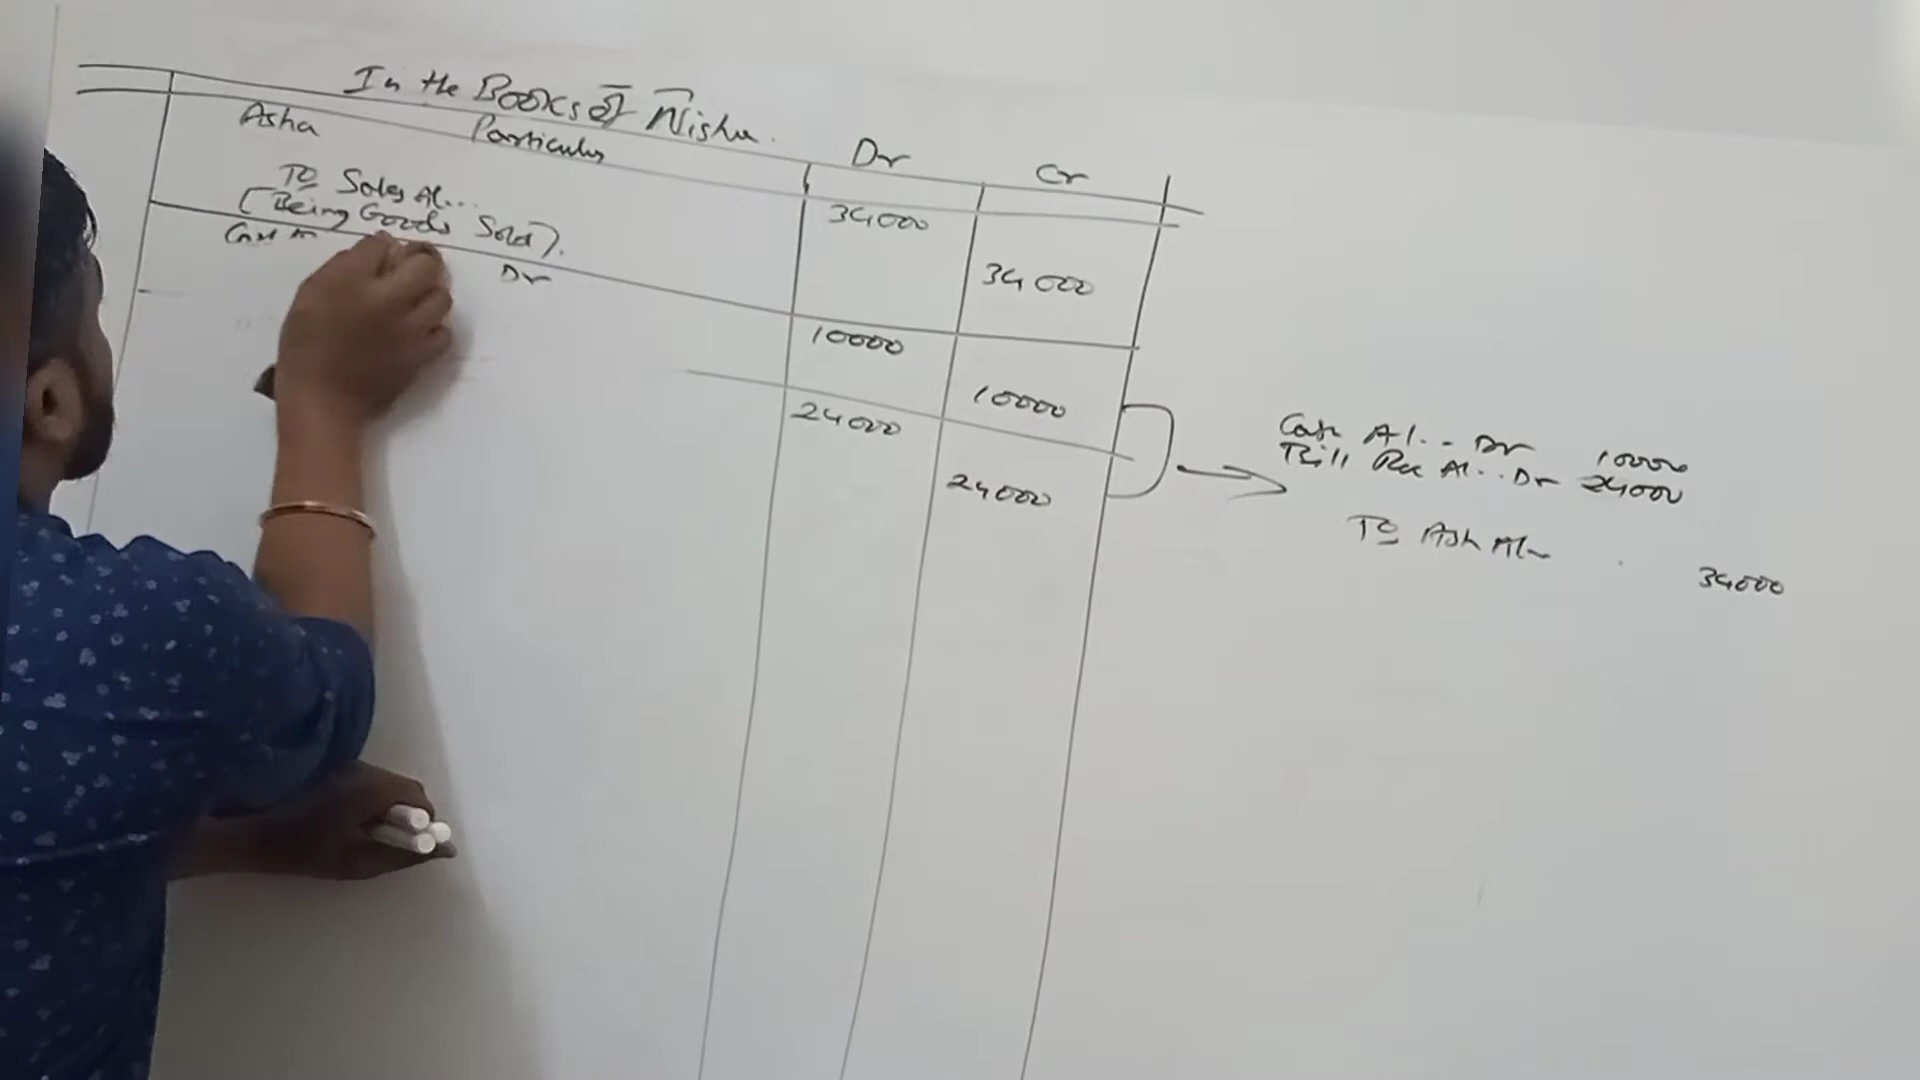 In the Books of Nisha.
Particulars Dr Cr
Asha 34000
To Sales A/... 34000
(Being Goods Sold).
Dr 10000
10000
24000
24000
Cash A/... Dr 10000
Bill Rec A/... Dr 24000
To Ash A/
34000